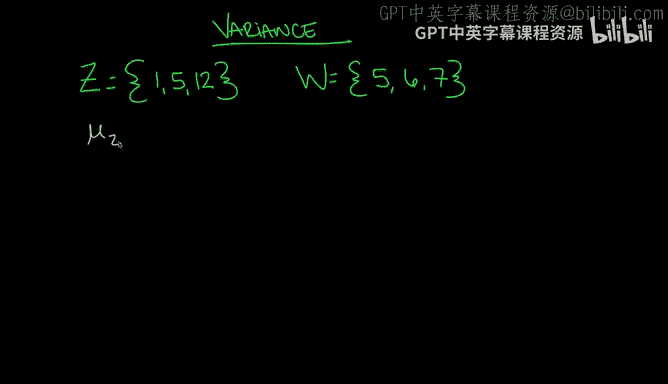 GPT中英字幕课程资源@bilibili.com
GPT中英字幕课程资源 bilibili
VARIANCE
Z = {1, 5, 12} W = {5, 6, 7}
μz